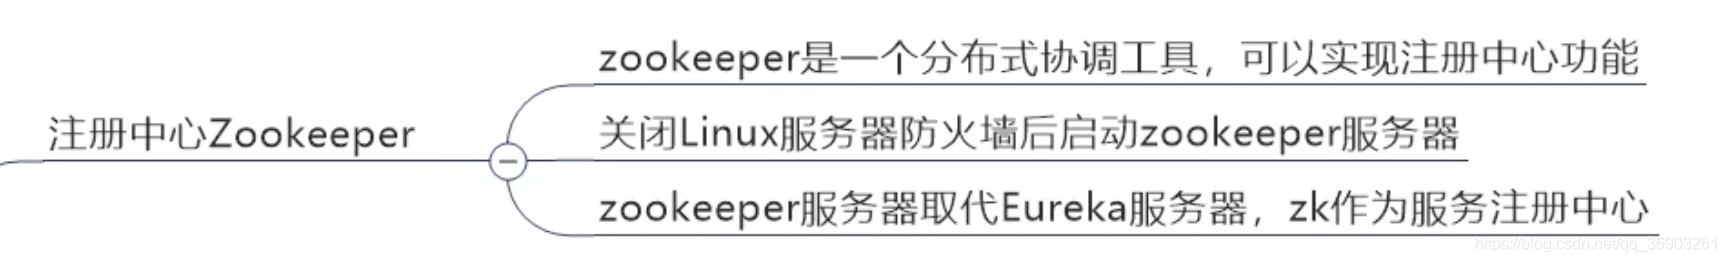 zookeeper是一个分布式协调工具，可以实现注册中心功能
注册中心Zookeeper
关闭Linux服务器防火墙后启动zookeeper服务器
zookeeper服务器取代Eureka服务器，zk作为服务注册中心
https://blog.csdn.net/qq_36903261